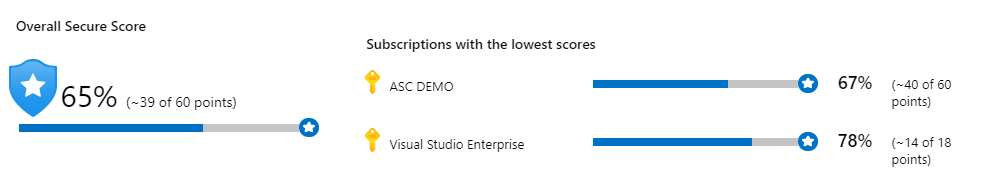 Overall Secure Score
65% (~39 of 60 points)
Subscriptions with the lowest scores
ASC DEMO
67%
(~40 of 60
points)
Visual Studio Enterprise
78%
(~14 of 18
points)